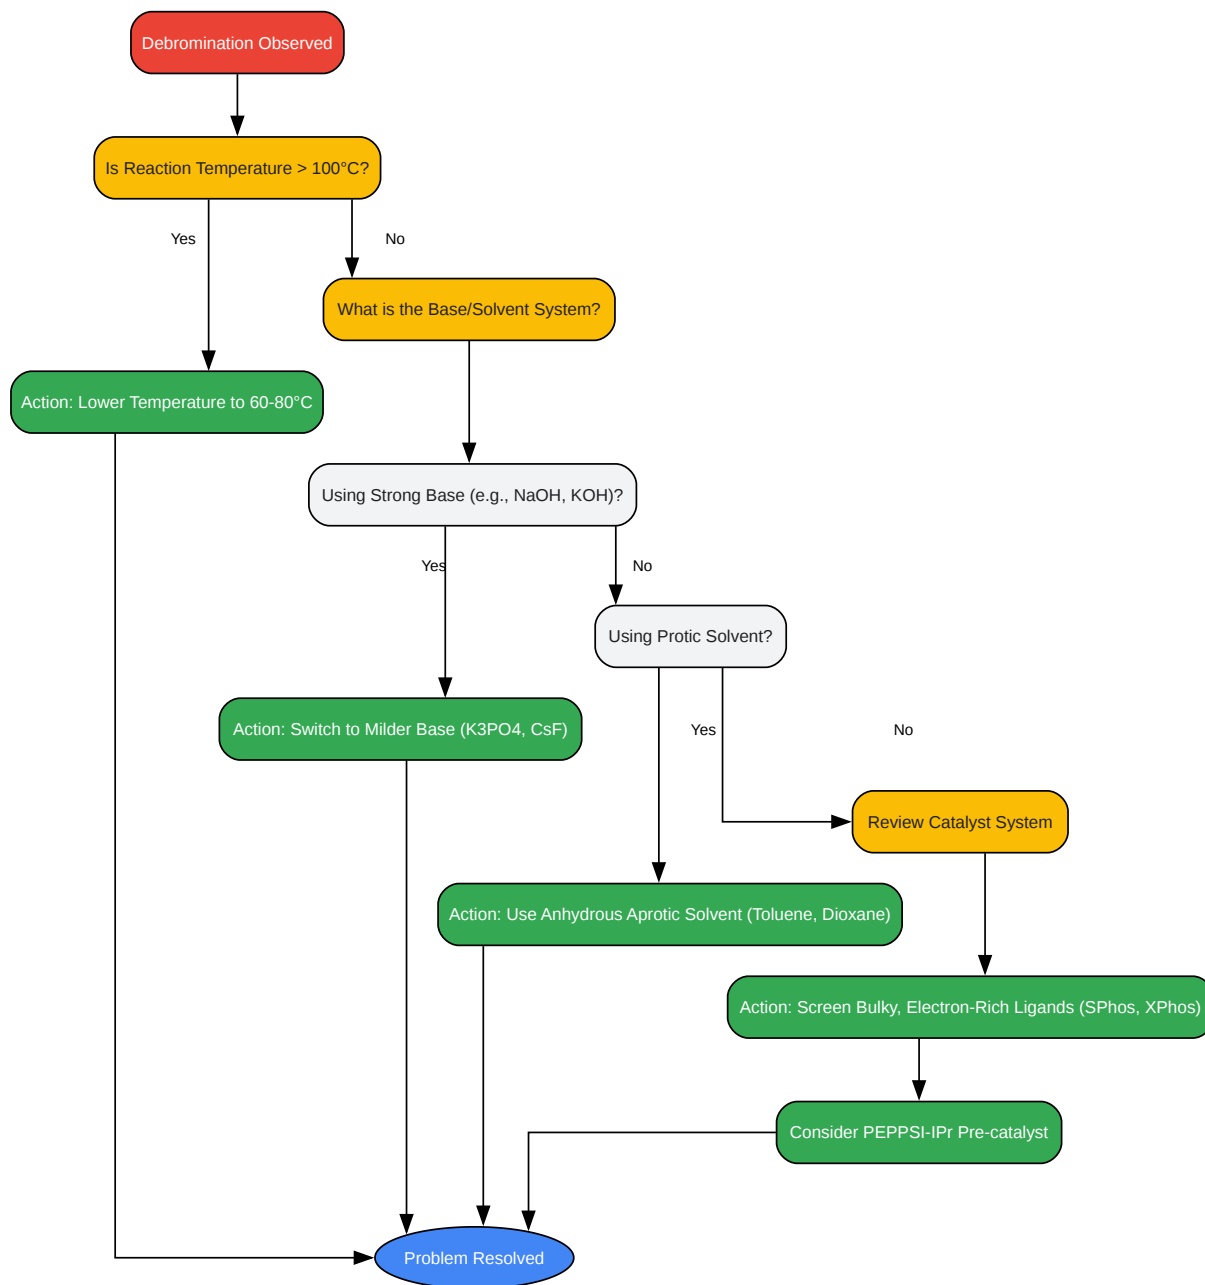 Debromination Observed
Is Reaction Temperature > 100°C?
Yes
No
What is the Base/Solvent System?
Action: Lower Temperature to 60-80°C
Using Strong Base (e.g., NaOH, KOH)?
Yes
No
Using Protic Solvent?
Action: Switch to Milder Base (K3PO4, CsF)
Yes
No
Review Catalyst System
Action: Use Anhydrous Aprotic Solvent (Toluene, Dioxane)
Action: Screen Bulky, Electron-Rich Ligands (SPhos, XPhos)
Consider PEPPSI-IPr Pre-catalyst
Problem Resolved